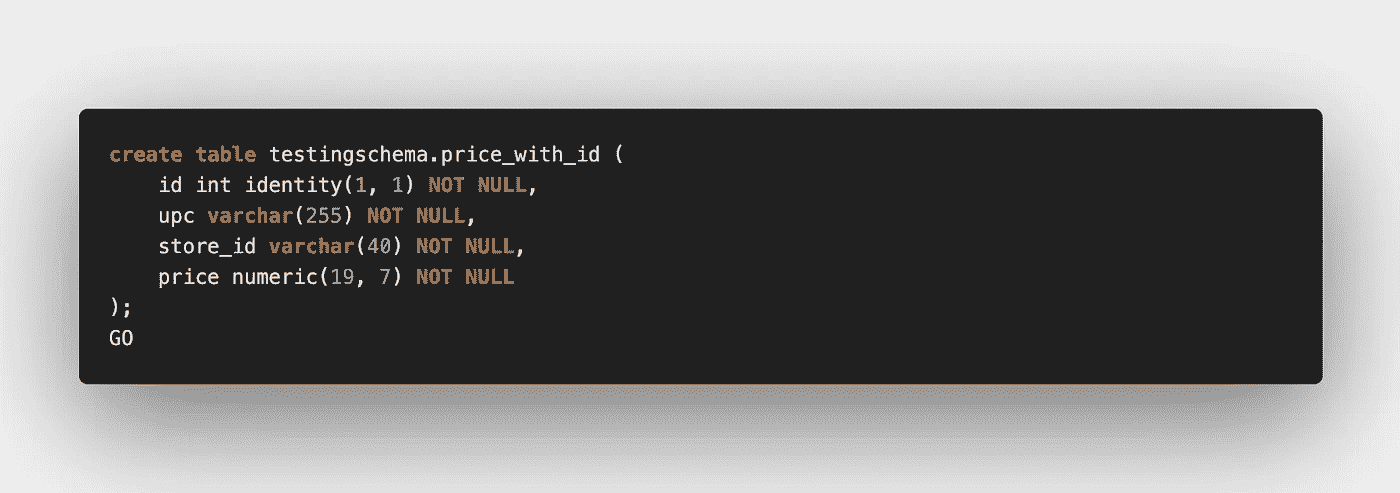 create table testingschema.price_with_id (
    id int identity(1, 1) NOT NULL,
    upc varchar(255) NOT NULL,
    store_id varchar(40) NOT NULL,
    price numeric(19, 7) NOT NULL
);
GO